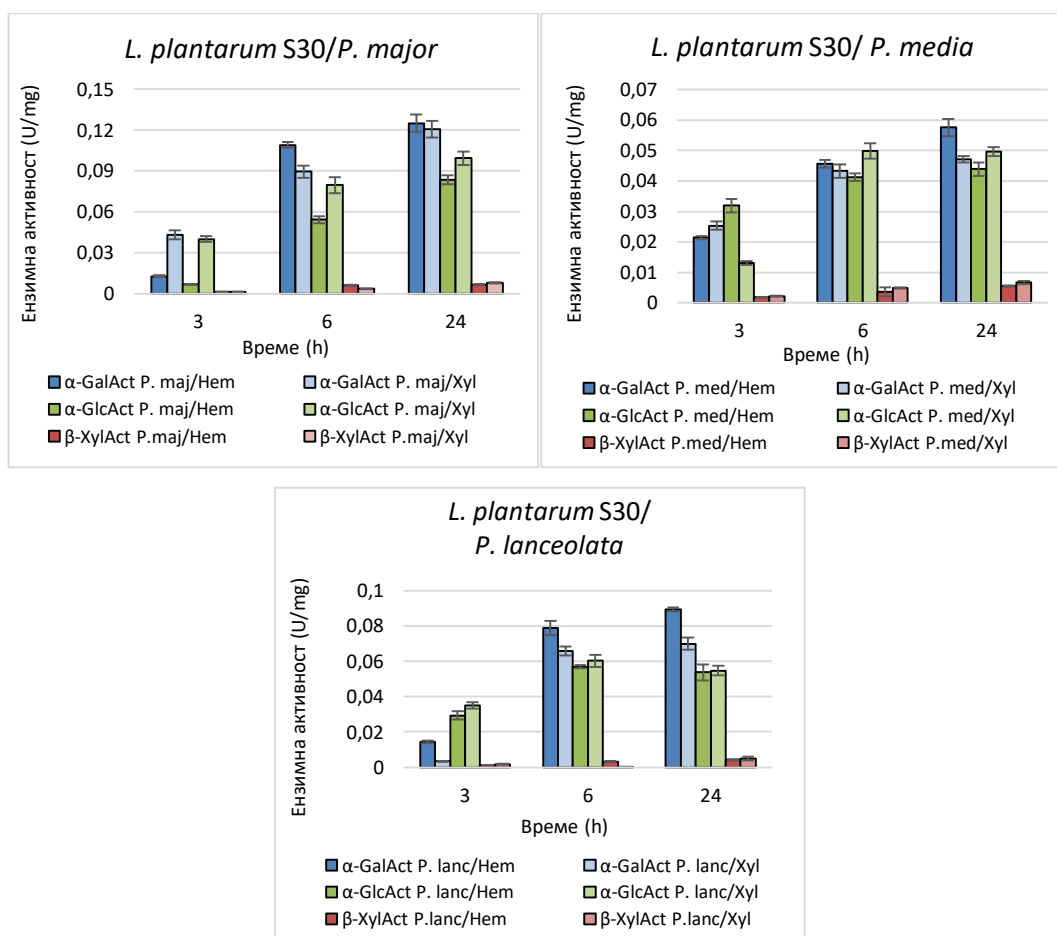 L. plantarum S30/P. major
Ензимна активност (U/mg)
0,15
0,12
0,09
0,06
0,03
0
3 6 24
Време (h)
α-GalAct P. maj/Hem α-GalAct P. maj/Xyl
α-GlcAct P. maj/Hem α-GlcAct P. maj/Xyl
β-XylAct P.maj/Hem β-XylAct P.maj/Xyl
L. plantarum S30/ P. media
Ензимна активност (U/mg)
0,07
0,06
0,05
0,04
0,03
0,02
0,01
0
3 6 24
Време (h)
α-GalAct P. med/Hem α-GalAct P. med/Xyl
α-GlcAct P. med/Hem α-GlcAct P. med/Xyl
β-XylAct P.med/Hem β-XylAct P.med/Xyl
L. plantarum S30/
P. lanceolata
Ензимна активност (U/mg)
0,1
0,08
0,06
0,04
0,02
0
3 6 24
Време (h)
α-GalAct P. lanc/Hem α-GalAct P. lanc/Xyl
α-GlcAct P. lanc/Hem α-GlcAct P. lanc/Xyl
β-XylAct P.lanc/Hem β-XylAct P.lanc/Xyl